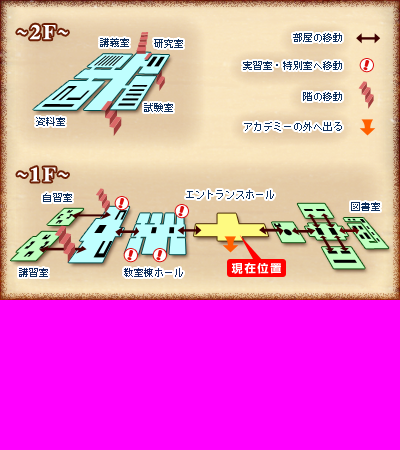 ~2F~
講義室
研究室
資料室
試験室
部屋の移動
実習室・特別室へ移動
階の移動
アカデミーの外へ出る
~1F~
自習室
エントランスホール
図書室
講習室
教室棟ホール
現在位置